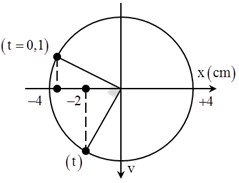 (t = 0,1)
x (cm)
−4
−2
+4
(t)
v